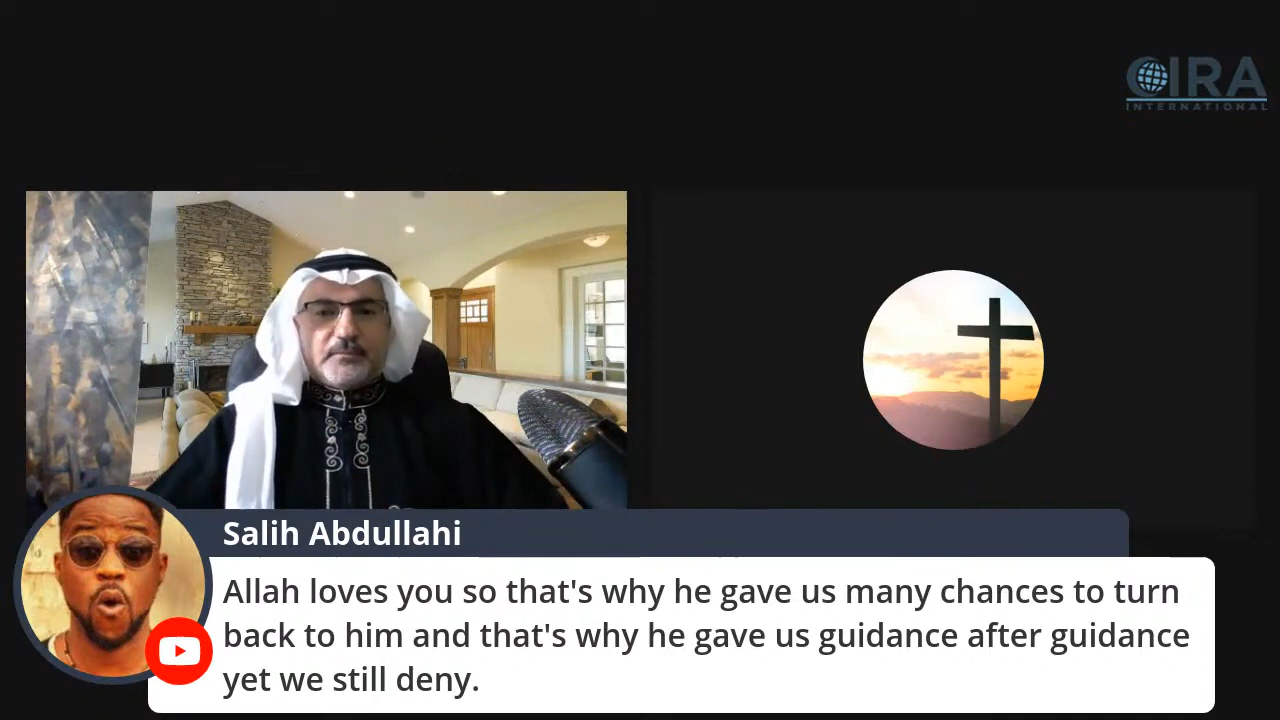 CIRA
INTERNATIONAL
Salih Abdullahi
Allah loves you so that's why he gave us many chances to turn
back to him and that's why he gave us guidance after guidance
yet we still deny.